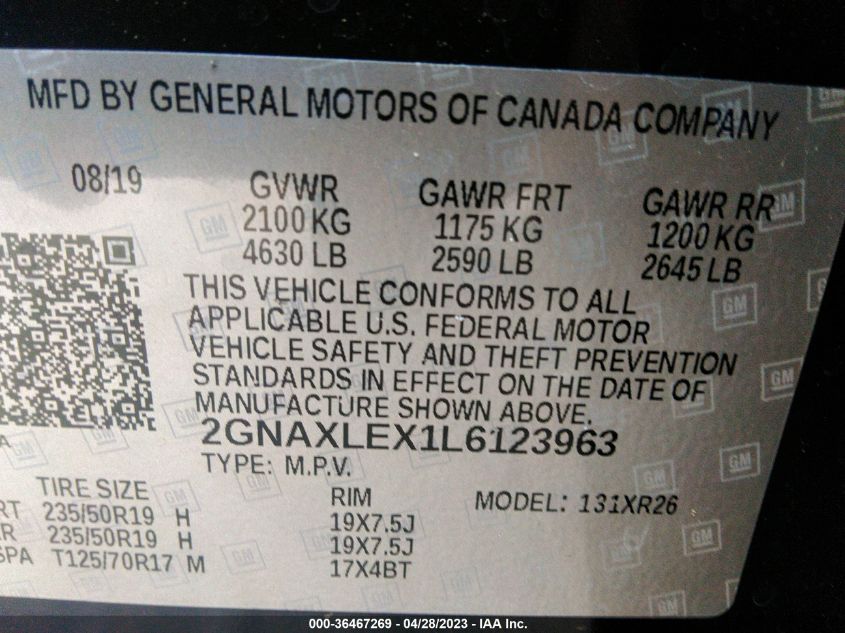 MFD BY GENERAL MOTORS OF CANADA COMPANY
08/19 GVWR GAWR FRT GAWR RR
2100 KG 1175 KG 1200 KG
4630 LB 2590 LB 2645 LB
THIS VEHICLE CONFORMS TO ALL
APPLICABLE U.S. FEDERAL MOTOR
VEHICLE SAFETY AND THEFT PREVENTION
STANDARDS IN EFFECT ON THE DATE OF
MANUFACTURE SHOWN ABOVE.
2GNAXLEX1L6123963
TYPE: M.P.V.
TIRE SIZE RIM MODEL: 131XR26
RT 235/50R19 H 19X7.5J
R 235/50R19 H 19X7.5J
SPA T125/70R17 M 17X4BT
000-36467269 - 04/28/2023 - IAA Inc.